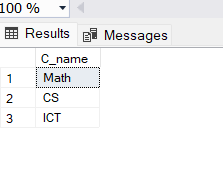 100 %
Results Messages
C_name
1 Math
2 CS
3 ICT